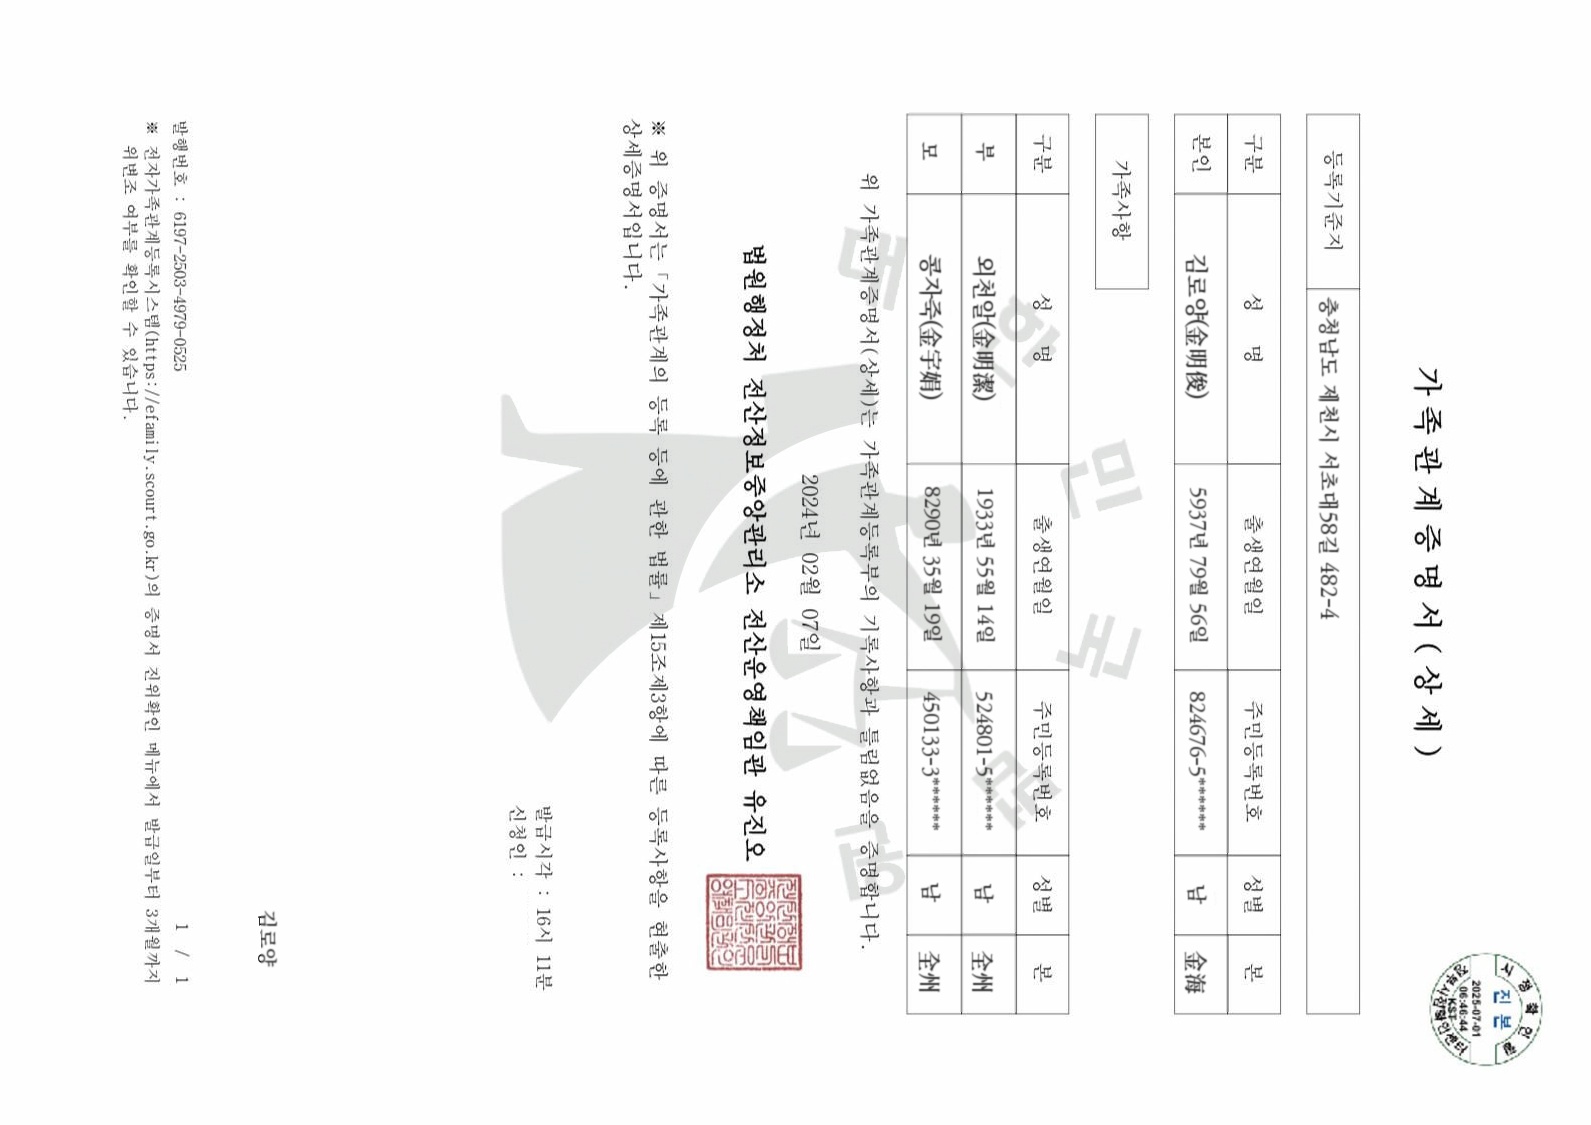 가족관계증명서(상세)
등록기준지 충청남도 제천시 서초대58길 482-4
구분 성 명 출생연월일 주민등록번호 성별 본
본인 김로양(金明俊) 5937년 79월 56일 824676-5****** 남 金海
가족사항
구분 성 명 출생연월일 주민등록번호 성별 본
부 외천알(金明潔) 1933년 55월 14일 524801-5****** 남 全州
모 콩자죽(金宇娟) 8290년 35월 19일 450133-3****** 남 全州
위 가족관계증명서(상세)는 가족관계등록부의 기록사항과 틀림없음을 증명합니다.
2024년 02월 07일
법원행정처 전산정보중앙관리소 전산운영책임관 유진오
※ 위 증명서는 「가족관계의 등록 등에 관한 법률」 제15조제3항에 따른 등록사항을 현출한
상세증명서입니다.
발급시각 : 16시 11분
신청인 :
김로양
발행번호 : 6197-2503-4979-0525
1 / 1
※ 전자가족관계등록시스템(https://efamily.scourt.go.kr)의 증명서 진위확인 메뉴에서 발급일부터 3개월까지
위변조 여부를 확인할 수 있습니다.
대한민국법원
시점확인필
진본
2025-07-01
06:46:44
KST